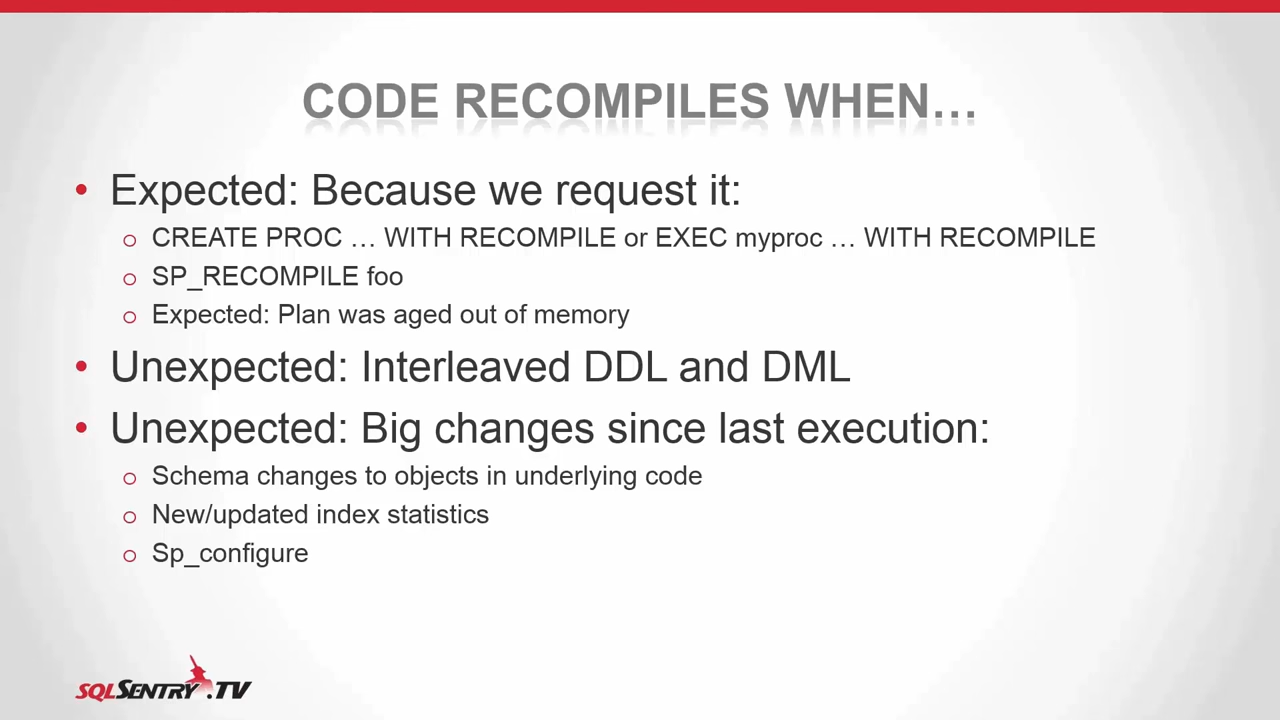 CODE RECOMPILES WHEN…
• Expected: Because we request it:
o CREATE PROC … WITH RECOMPILE or EXEC myproc … WITH RECOMPILE
o SP_RECOMPILE foo
o Expected: Plan was aged out of memory
• Unexpected: Interleaved DDL and DML
• Unexpected: Big changes since last execution:
o Schema changes to objects in underlying code
o New/updated index statistics
o Sp_configure
SQLSENTRY.TV